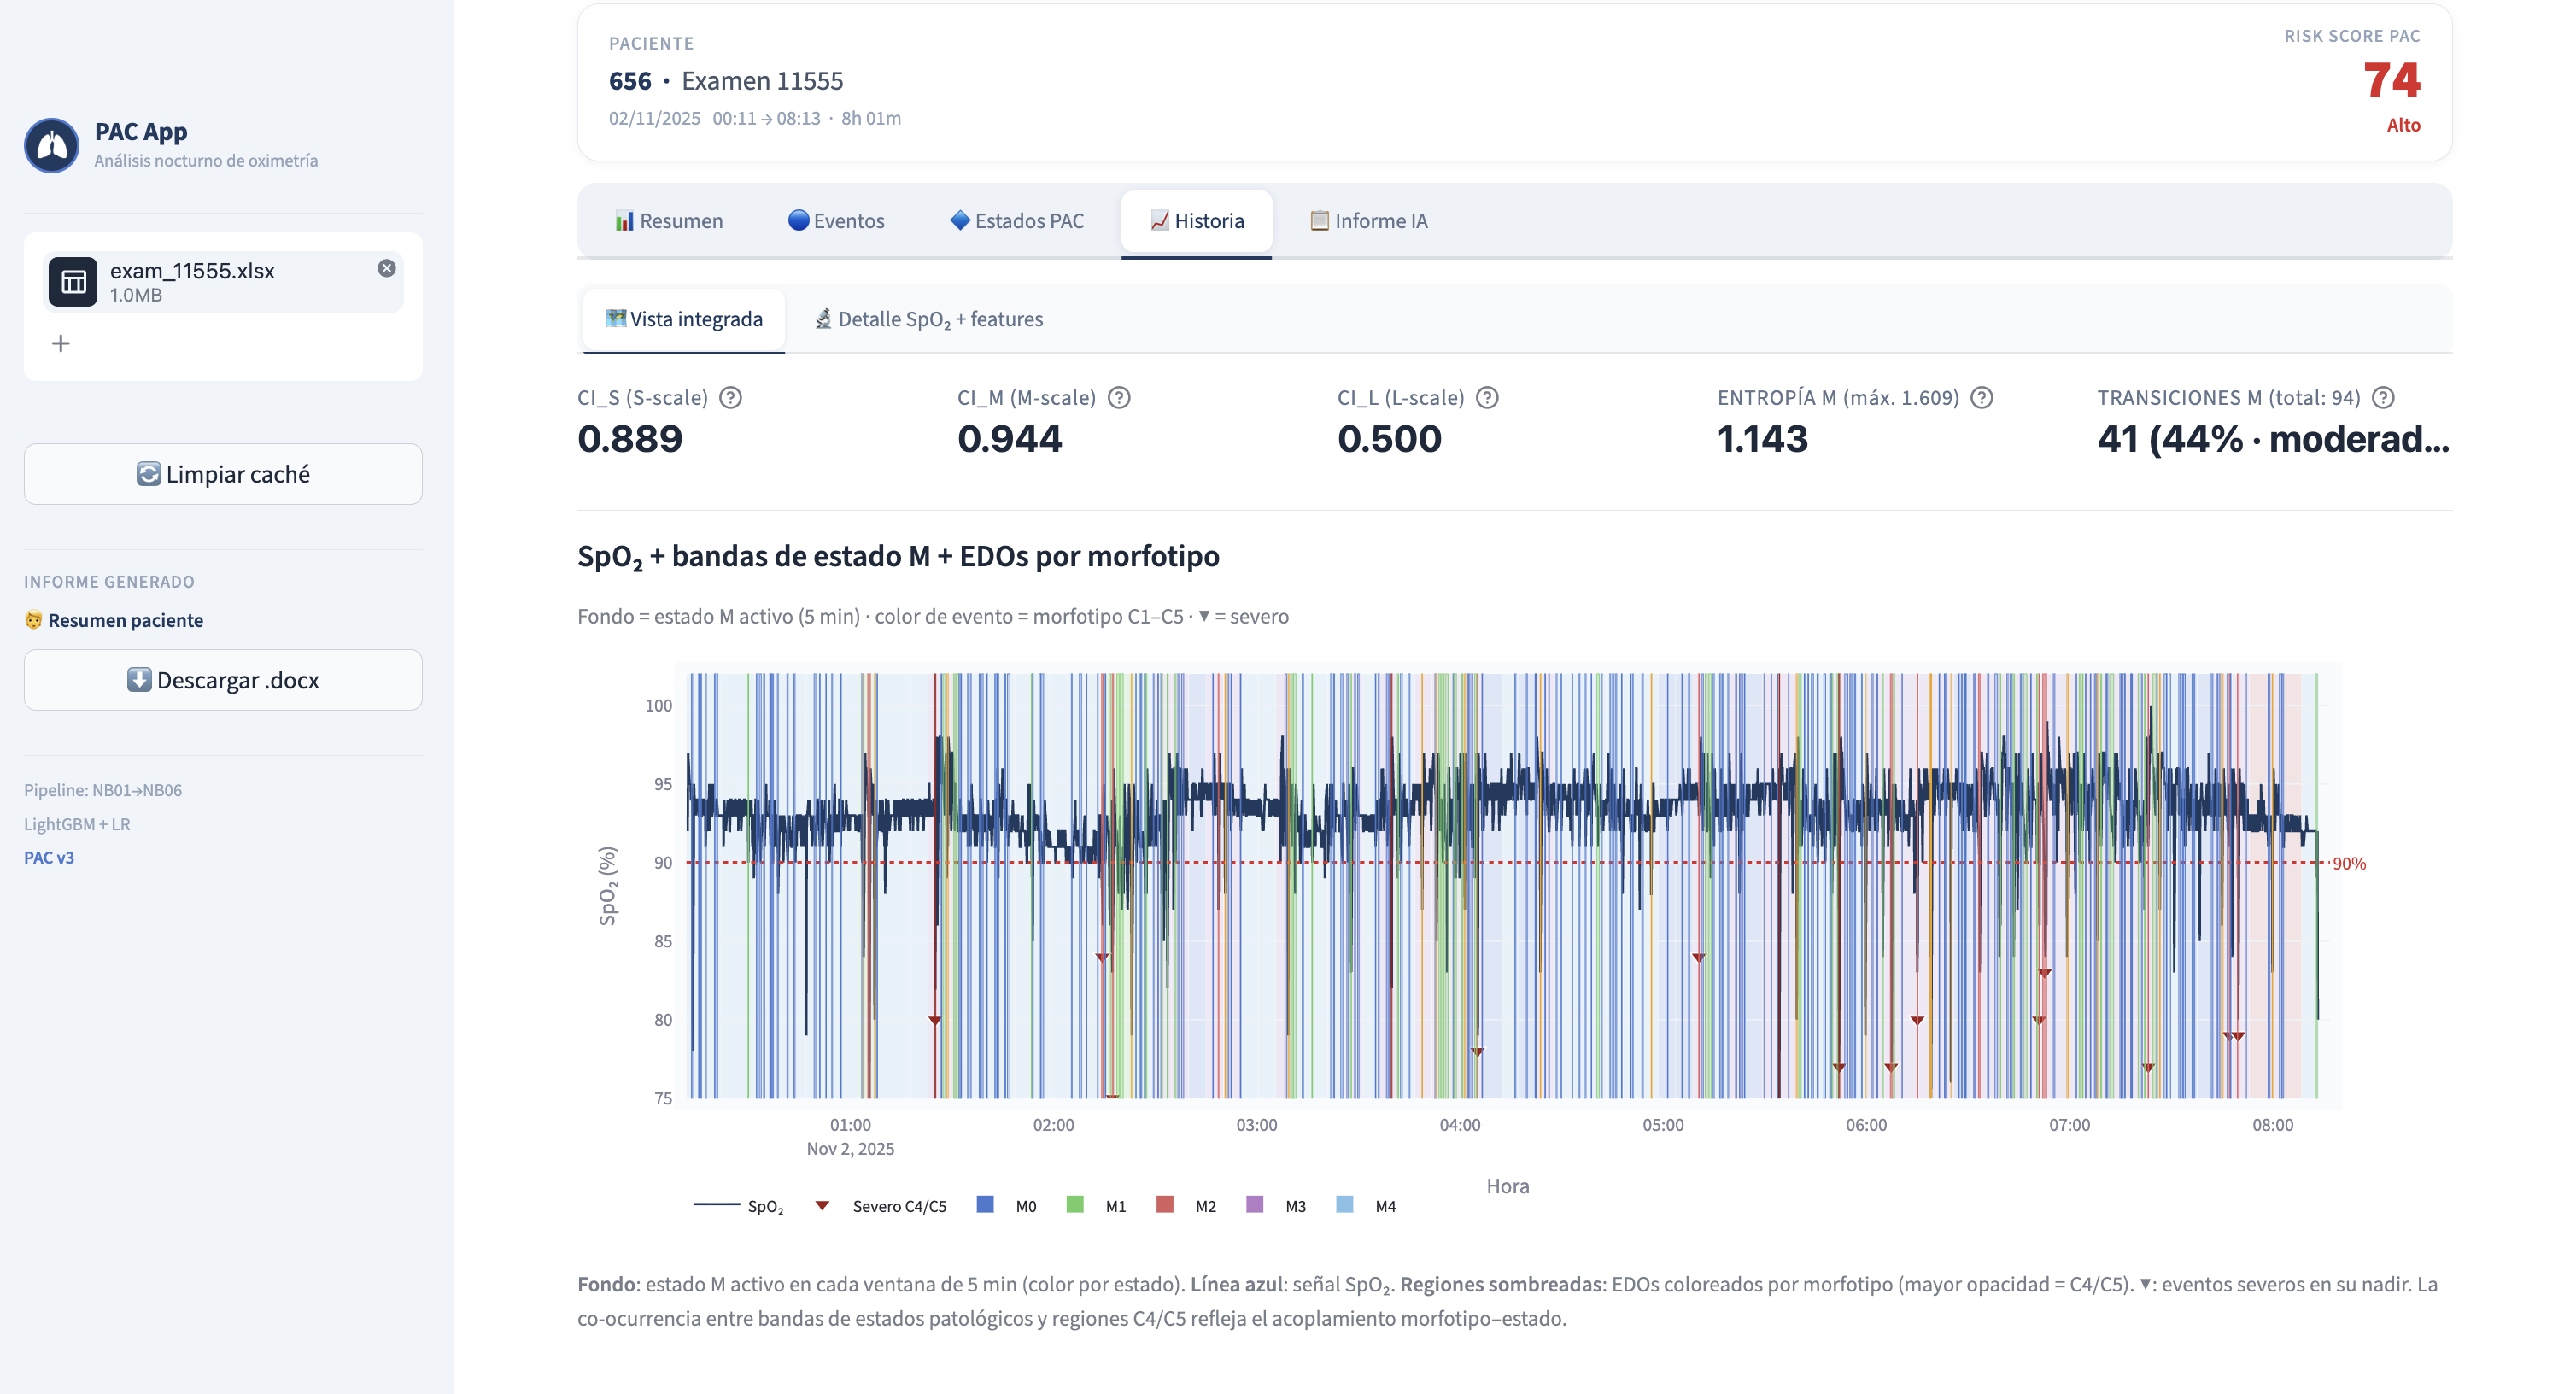 PAC App
Análisis nocturno de oximetría
exam_11555.xlsx
1.0MB
+
Limpiar caché
INFORME GENERADO
Resumen paciente
Descargar .docx
Pipeline: NB01→NB06
LightGBM + LR
PAC v3
PACIENTE
656 • Examen 11555
02/11/2025 00:11 → 08:13 · 8h 01m
RISK SCORE PAC
74
Alto
Resumen
Eventos
Estados PAC
Historia
Informe IA
Vista integrada
Detalle SpO₂ + features
CI_S (S-scale) ?
0.889
CI_M (M-scale) ?
0.944
CI_L (L-scale) ?
0.500
ENTROPÍA M (máx. 1.609) ?
1.143
TRANSICIONES M (total: 94) ?
41 (44% · moderad...
SpO₂ + bandas de estado M + EDOs por morfotipo
Fondo = estado M activo (5 min) · color de evento = morfotipo C1–C5 · ▼ = severo
SpO₂ (%)
100
95
90
85
80
75
90%
01:00
Nov 2, 2025
02:00
03:00
04:00
05:00
06:00
07:00
08:00
Hora
SpO₂
Severo C4/C5
M0
M1
M2
M3
M4
Fondo: estado M activo en cada ventana de 5 min (color por estado). Línea azul: señal SpO₂. Regiones sombreadas: EDOs coloreados por morfotipo (mayor opacidad = C4/C5). ▼: eventos severos en su nadir. La
co-ocurrencia entre bandas de estados patológicos y regiones C4/C5 refleja el acoplamiento morfotipo–estado.